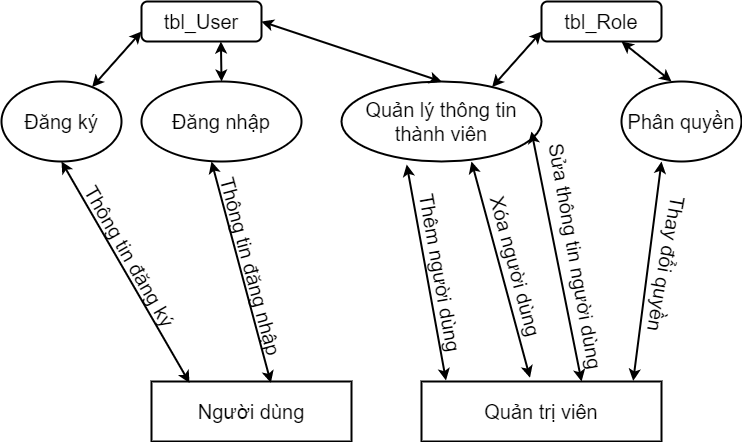 tbl_User
tbl_Role
Đăng ký
Đăng nhập
Quản lý thông tin
thành viên
Phân quyền
Thông tin đăng ký
Thông tin đăng nhập
Thêm người dùng
Xóa người dùng
Sửa thông tin người dùng
Thay đổi quyền
Người dùng
Quản trị viên